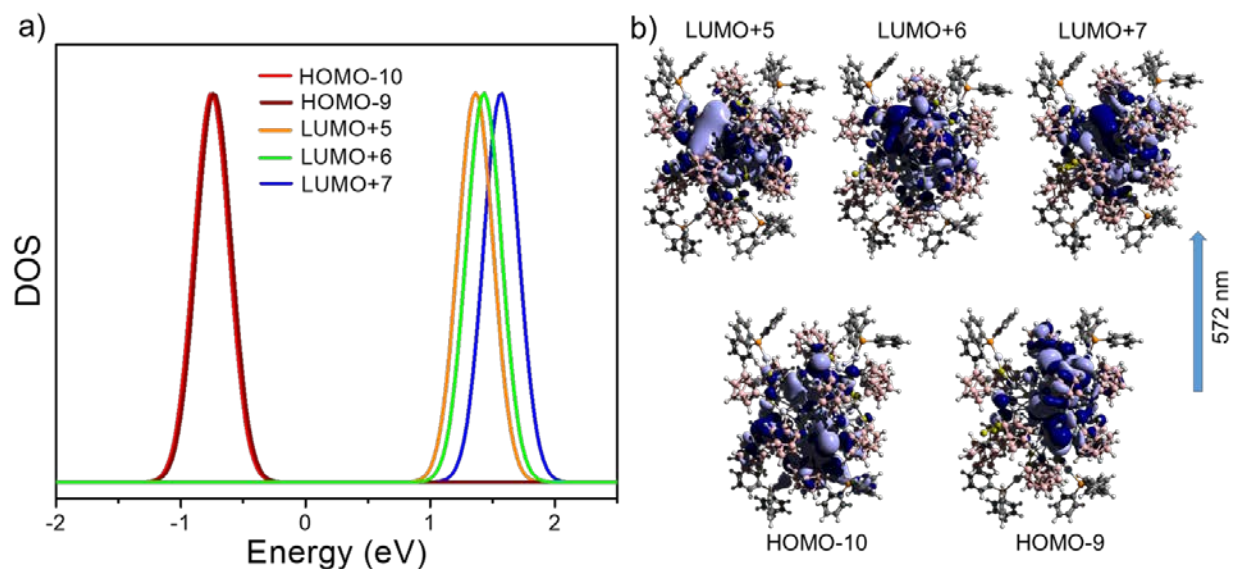 a)
HOMO-10
HOMO-9
LUMO+5
LUMO+6
LUMO+7
DOS
-2
-1
0
1
2
Energy (eV)
b)
LUMO+5
LUMO+6
LUMO+7
572 nm
HOMO-10
HOMO-9